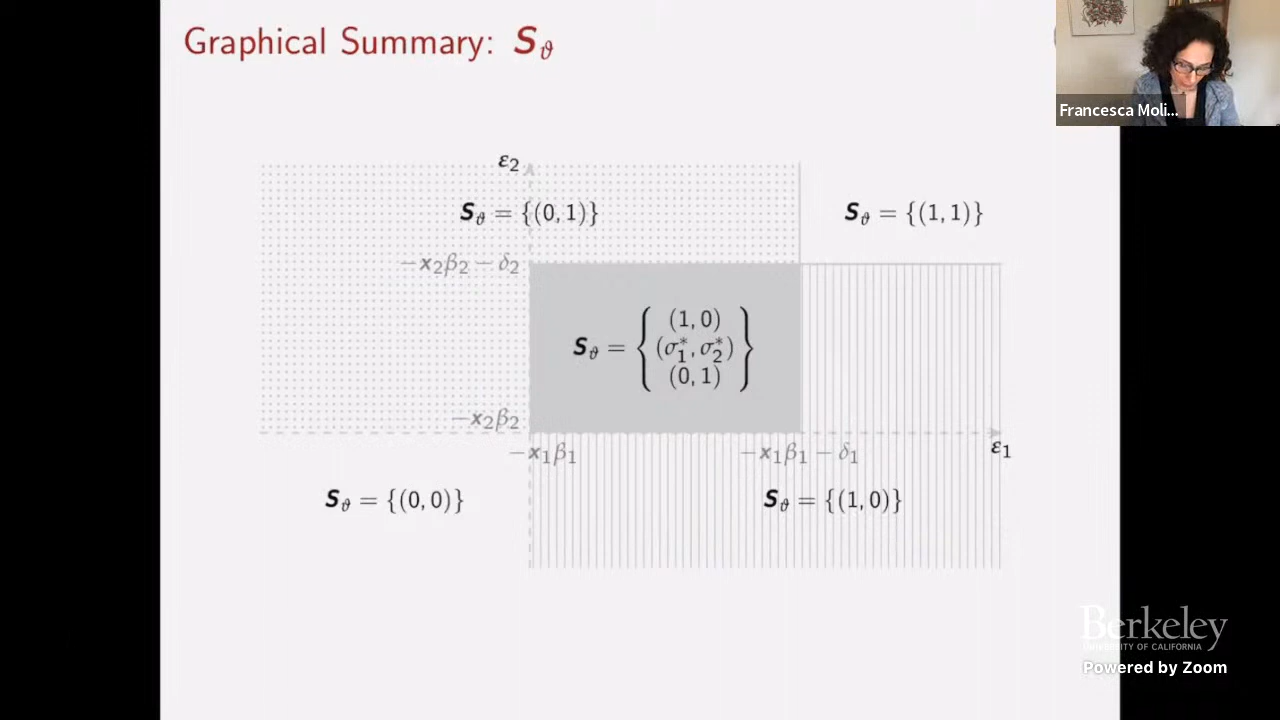 Graphical Summary: S_ϑ
Francesca Moli...
ε₂
S_ϑ = {(0, 1)}
S_ϑ = {(1, 1)}
−x₂β₂ − δ₂
S_ϑ = { (1, 0)
(σ₁*, σ₂*)
(0, 1) }
−x₂β₂
−x₁β₁
−x₁β₁ − δ₁
ε₁
S_ϑ = {(0, 0)}
S_ϑ = {(1, 0)}
Berkeley
UNIVERSITY OF CALIFORNIA
Powered by Zoom